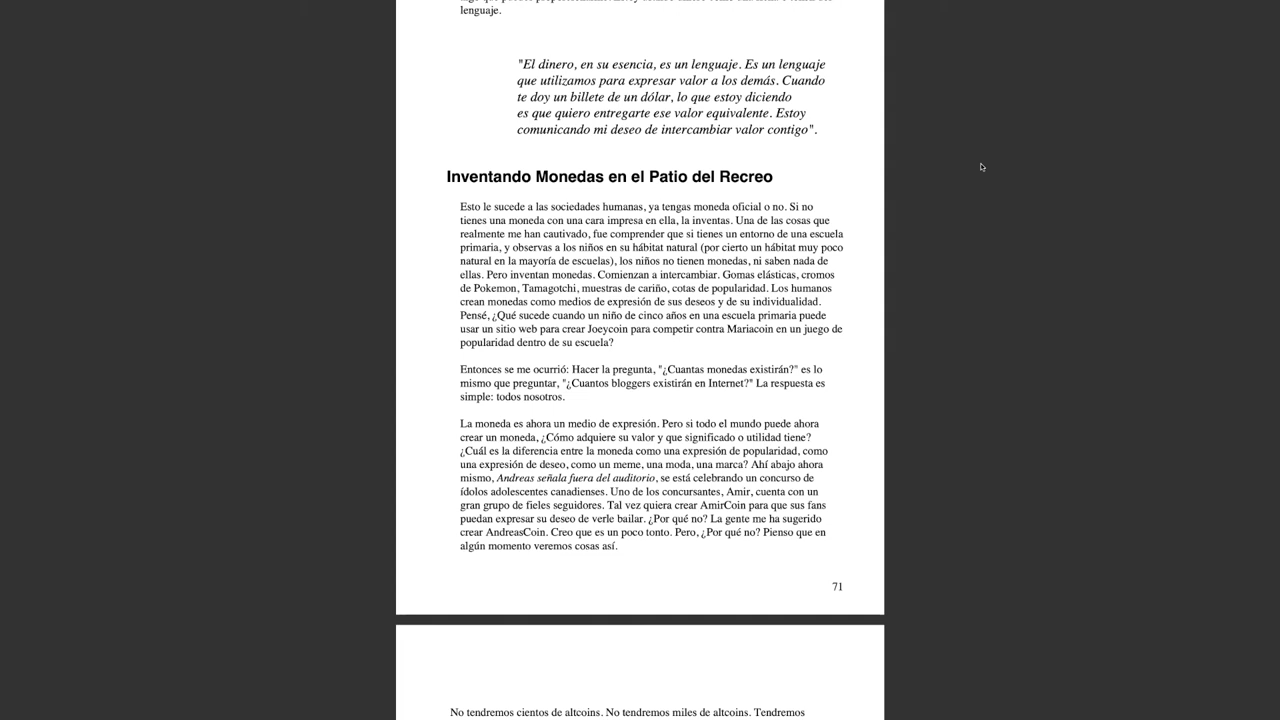 lenguaje.
"El dinero, en su esencia, es un lenguaje. Es un lenguaje
que utilizamos para expresar valor a los demás. Cuando
te doy un billete de un dólar, lo que estoy diciendo
es que quiero entregarte ese valor equivalente. Estoy
comunicando mi deseo de intercambiar valor contigo".
Inventando Monedas en el Patio del Recreo
Esto le sucede a las sociedades humanas, ya tengas moneda oficial o no. Si no
tienes una moneda con una cara impresa en ella, la inventas. Una de las cosas que
realmente me han cautivado, fue comprender que si tienes un entorno de una escuela
primaria, y observas a los niños en su hábitat natural (por cierto un hábitat muy poco
natural en la mayoría de escuelas), los niños no tienen monedas, ni saben nada de
ellas. Pero inventan monedas. Comienzan a intercambiar. Gomas elásticas, cromos
de Pokemon, Tamagotchi, muestras de cariño, cotas de popularidad. Los humanos
crean monedas como medios de expresión de sus deseos y de su individualidad.
Pensé, ¿Qué sucede cuando un niño de cinco años en una escuela primaria puede
usar un sitio web para crear Joeycoin para competir contra Mariacoin en un juego de
popularidad dentro de su escuela?
Entonces se me ocurrió: Hacer la pregunta, "¿Cuantas monedas existirán?" es lo
mismo que preguntar, "¿Cuantos bloggers existirán en Internet?" La respuesta es
simple: todos nosotros.
La moneda es ahora un medio de expresión. Pero si todo el mundo puede ahora
crear un moneda, ¿Cómo adquiere su valor y que significado o utilidad tiene?
¿Cuál es la diferencia entre la moneda como una expresión de popularidad, como
una expresión de deseo, como un meme, una moda, una marca? Ahí abajo ahora
mismo, Andreas señala fuera del auditorio, se está celebrando un concurso de
ídolos adolescentes canadienses. Uno de los concursantes, Amir, cuenta con un
gran grupo de fieles seguidores. Tal vez quiera crear AmirCoin para que sus fans
puedan expresar su deseo de verle bailar. ¿Por qué no? La gente me ha sugerido
crear AndreasCoin. Creo que es un poco tonto. Pero, ¿Por qué no? Pienso que en
algún momento veremos cosas así.
71
No tendremos cientos de altcoins. No tendremos miles de altcoins. Tendremos